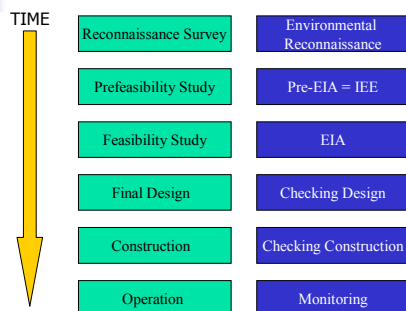 TIME
Reconnaissance Survey
Environmental
Reconnaissance
Prefeasibility Study
Pre-EIA = IEE
Feasibility Study
EIA
Final Design
Checking Design
Construction
Checking Construction
Operation
Monitoring